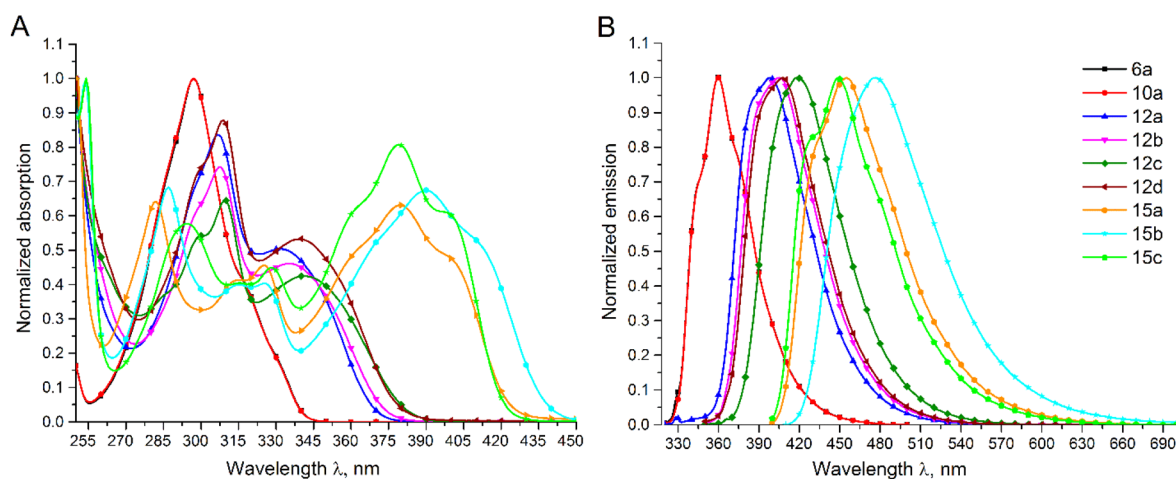 A
Normalized absorption
1.1
1.0
0.9
0.8
0.7
0.6
0.5
0.4
0.3
0.2
0.1
0.0
255 270 285 300 315 330 345 360 375 390 405 420 435 450
Wavelength λ, nm
B
Normalized emission
1.1
1.0
0.9
0.8
0.7
0.6
0.5
0.4
0.3
0.2
0.1
0.0
330 360 390 420 450 480 510 540 570 600 630 660 690
Wavelength λ, nm
6a
10a
12a
12b
12c
12d
15a
15b
15c